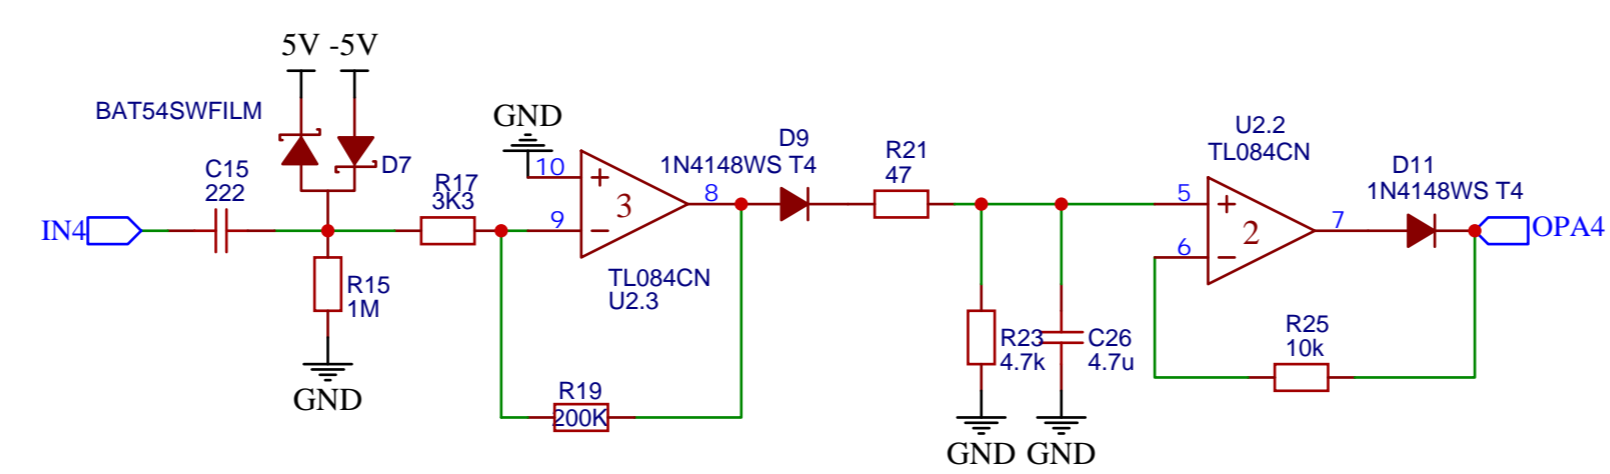 5V -5V
BAT54SWFILM
D7
C15
222
IN4
R15
1M
GND
R17
3K3
GND
10
9
3
8
TL084CN
U2.3
R19
200K
D9
1N4148WS T4
R21
47
R23
4.7k
GND
C26
4.7u
GND
U2.2
TL084CN
5
6
2
7
D11
1N4148WS T4
OPA4
R25
10k